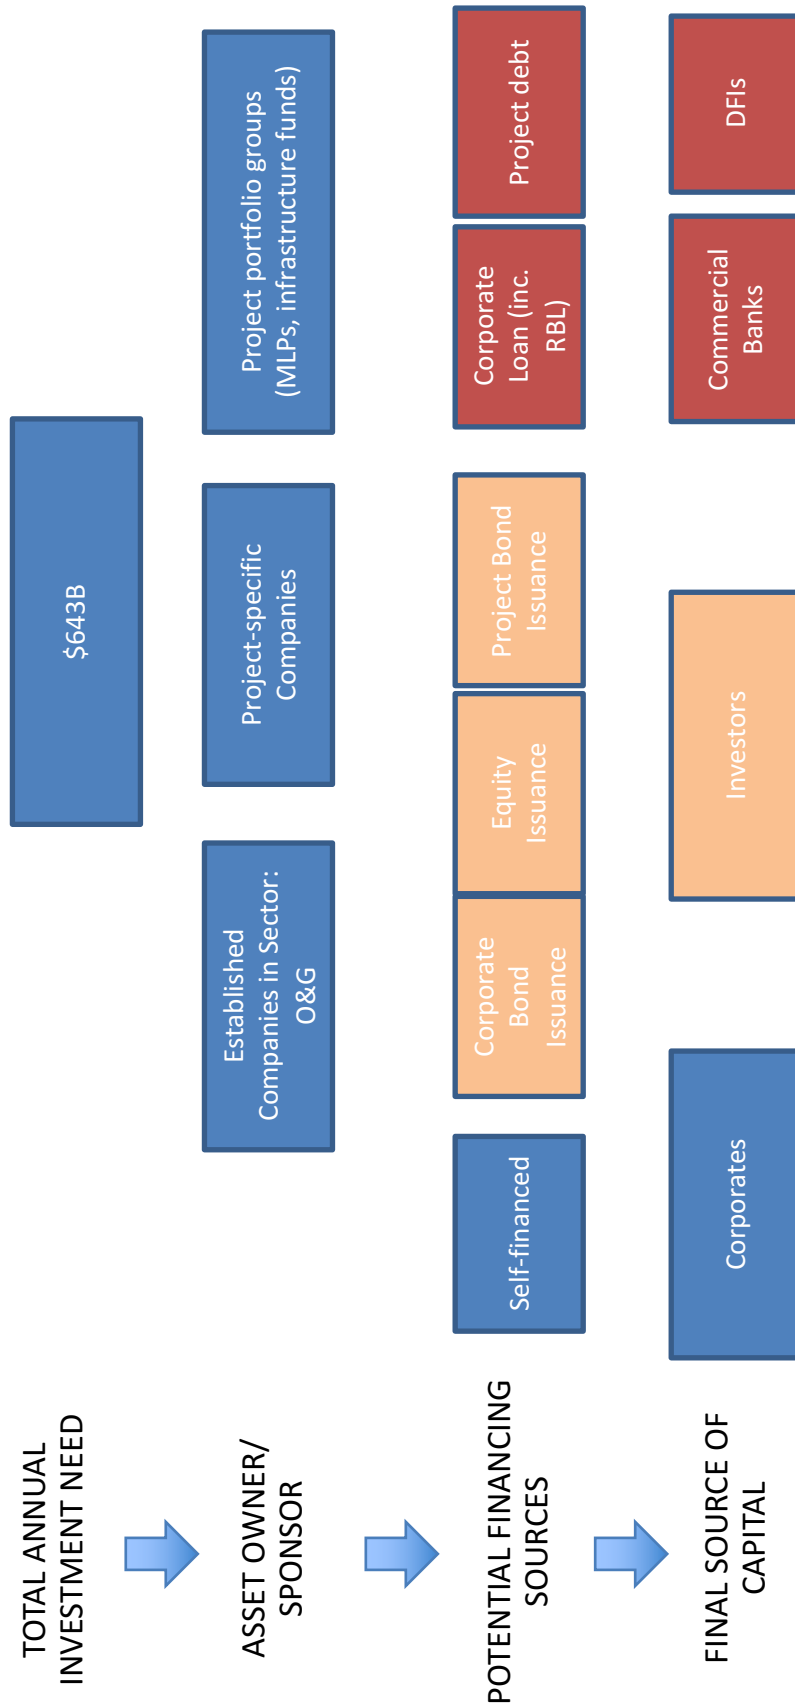 TOTAL ANNUAL
INVESTMENT NEED
$643B
ASSET OWNER/
SPONSOR
Established
Companies in Sector:
O&G
Project-specific
Companies
Project portfolio groups
(MLPs, infrastructure funds)
POTENTIAL FINANCING
SOURCES
Self-financed
Corporate
Bond
Issuance
Equity
Issuance
Project Bond
Issuance
Corporate
Loan (inc.
RBL)
Project debt
FINAL SOURCE OF
CAPITAL
Corporates
Investors
Commercial
Banks
DFIs